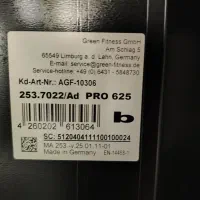 Green Fitness GmbH
Am Schlag 5
65549 Limburg a. d. Lahn, Germany
E-Mail: service@green-fitness.de
Service-hotline: +49 (0) 6431 - 5848730
Kd-Art-Nr.: AGF-10306
253.7022/Ad PRO 625
4 260202 613064
b
SC: 5120404111100100024
MA 253 -v.25.01.11-01
Made in Germany